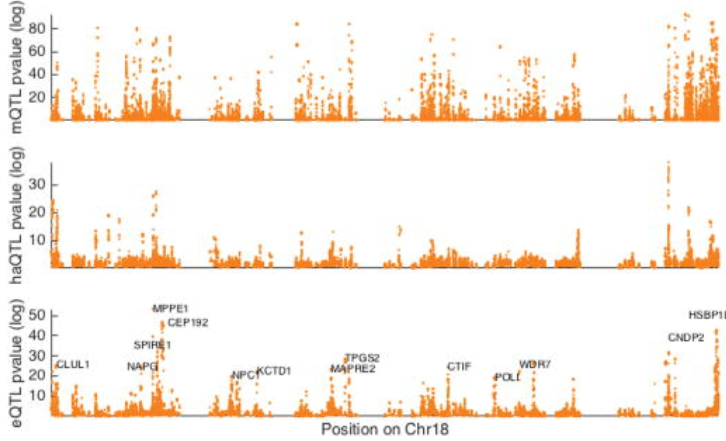 mQTL pvalue (log)
80
60
40
20
haQTL pvalue (log)
30
20
10
eQTL pvalue (log)
50
40
30
20
10
MPPE1
CEP192
HSBP1L
SPIRE1
CNDP2
CLUL1
NAPG
NPC1
KCTD1
TPGS2
MAPRE2
CTIF
POLI
WDR7
Position on Chr18